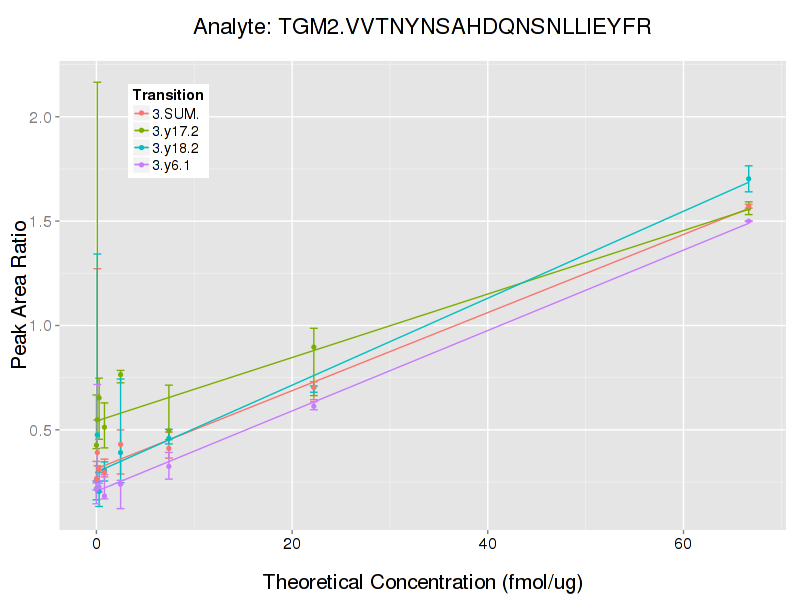 Analyte: TGM2.VVTNYNSAHDQNSNLLIEYFR
Transition
3.SUM.
3.y17.2
3.y18.2
3.y6.1
Peak Area Ratio
2.0
1.5
1.0
0.5
0 20 40 60
Theoretical Concentration (fmol/ug)